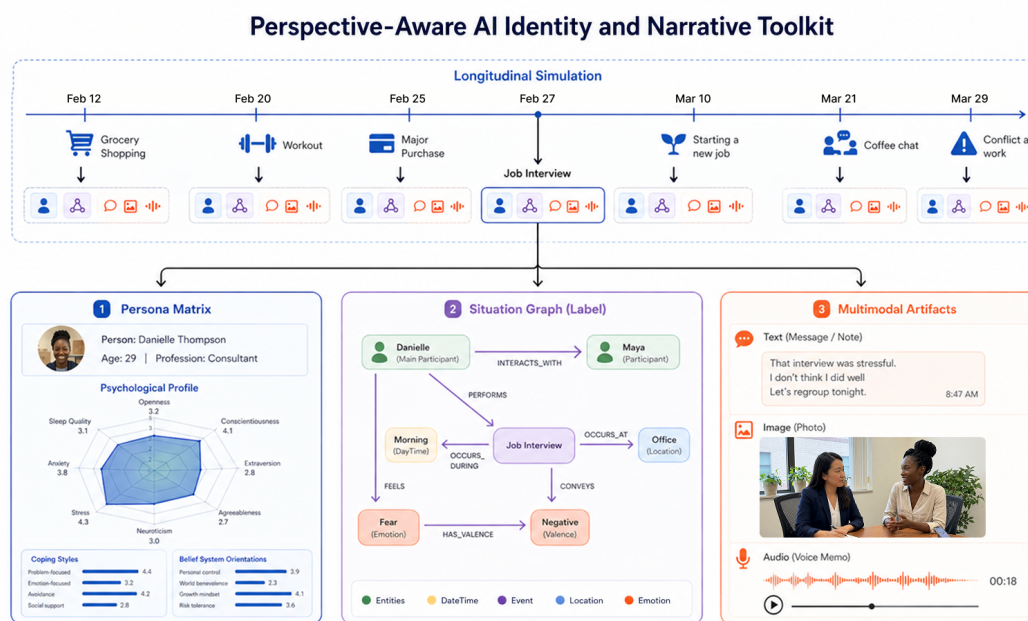 Perspective-Aware AI Identity and Narrative Toolkit
Longitudinal Simulation
Feb 12
Feb 20
Feb 25
Feb 27
Mar 10
Mar 21
Mar 29
Grocery
Shopping
Workout
Major
Purchase
Job Interview
Starting a
new job
Coffee chat
Conflict a
work
1 Persona Matrix
Person: Danielle Thompson
Age: 29 | Profession: Consultant
Psychological Profile
Openness
3.2
Sleep Quality
3.1
Conscientiousness
4.1
Anxiety
3.8
Extraversion
2.8
Stress
4.3
Agreeableness
2.7
Neuroticism
3.0
Coping Styles
Problem-focused 4.4
Emotion-focused 3.2
Avoidance 4.2
Social support 2.8
Belief System Orientations
Personal control 3.9
World benevolence 2.3
Growth mindset 4.1
Risk tolerance 3.6
2 Situation Graph (Label)
Danielle
(Main Participant)
INTERACTS_WITH
Maya
(Participant)
PERFORMS
Morning
(DayTime)
OCCURS_
DURING
Job Interview
OCCURS_AT
Office
(Location)
FEELS
CONVEYS
Fear
(Emotion)
HAS_VALENCE
Negative
(Valence)
Entities
DateTime
Event
Location
Emotion
3 Multimodal Artifacts
Text (Message / Note)
That interview was stressful.
I don't think I did well
Let's regroup tonight.
8:47 AM
Image (Photo)
Audio (Voice Memo)
00:18